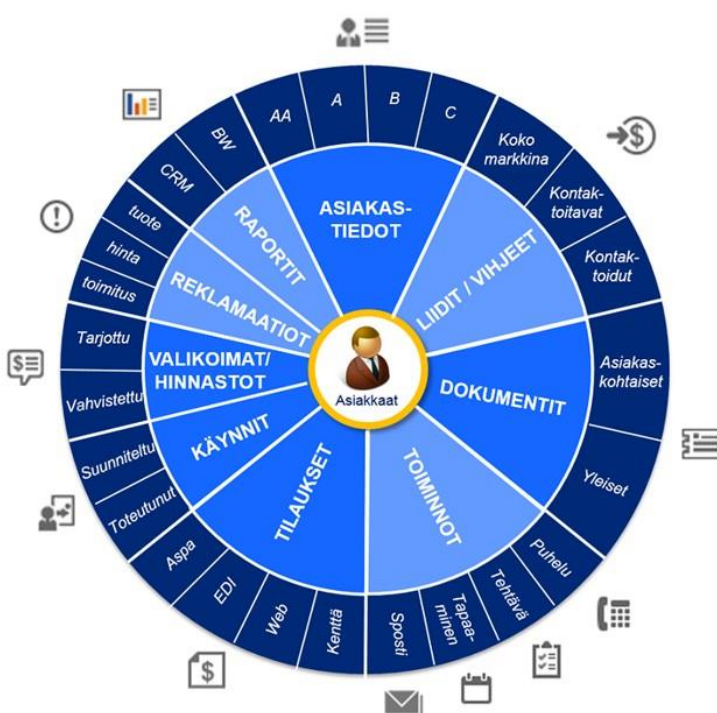 AA
A
B
C
Koko
markkina
Kontak-
toitavat
Kontak-
toidut
Asiakas-
kohtaiset
Yleiset
Puhelu
Tehtävä
Tapaa-
minen
Sposti
Kenttä
Web
EDI
Aspa
Toteutunut
Suunniteltu
Vahvistettu
Tarjottu
toimitus
hinta
tuote
CRM
BW
ASIAKAS-
TIEDOT
LIIDIT / VIHJEET
DOKUMENTIT
TOIMINNOT
TILAUKSET
KÄYNNIT
VALIKOIMAT/
HINNASTOT
REKLAMAATIOT
RAPORTIT
Asiakkaat